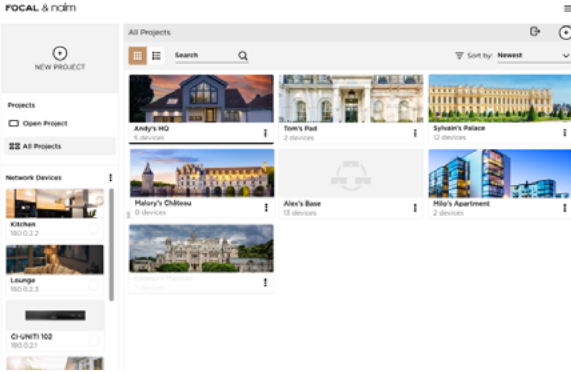 FOCAL & naim
NEW PROJECT
Projects
Open Project
All Projects
Network Devices
Kitchen
180.0.2.2
Lounge
180.0.2.3
CI-UNITI 102
180.0.2.1
All Projects
Search
Sort by: Newest
Andy's HQ
5 devices
Tom's Pad
2 devices
Sylvain's Palace
12 devices
Malory's Château
0 devices
Alex's Base
13 devices
Milo's Apartment
2 devices